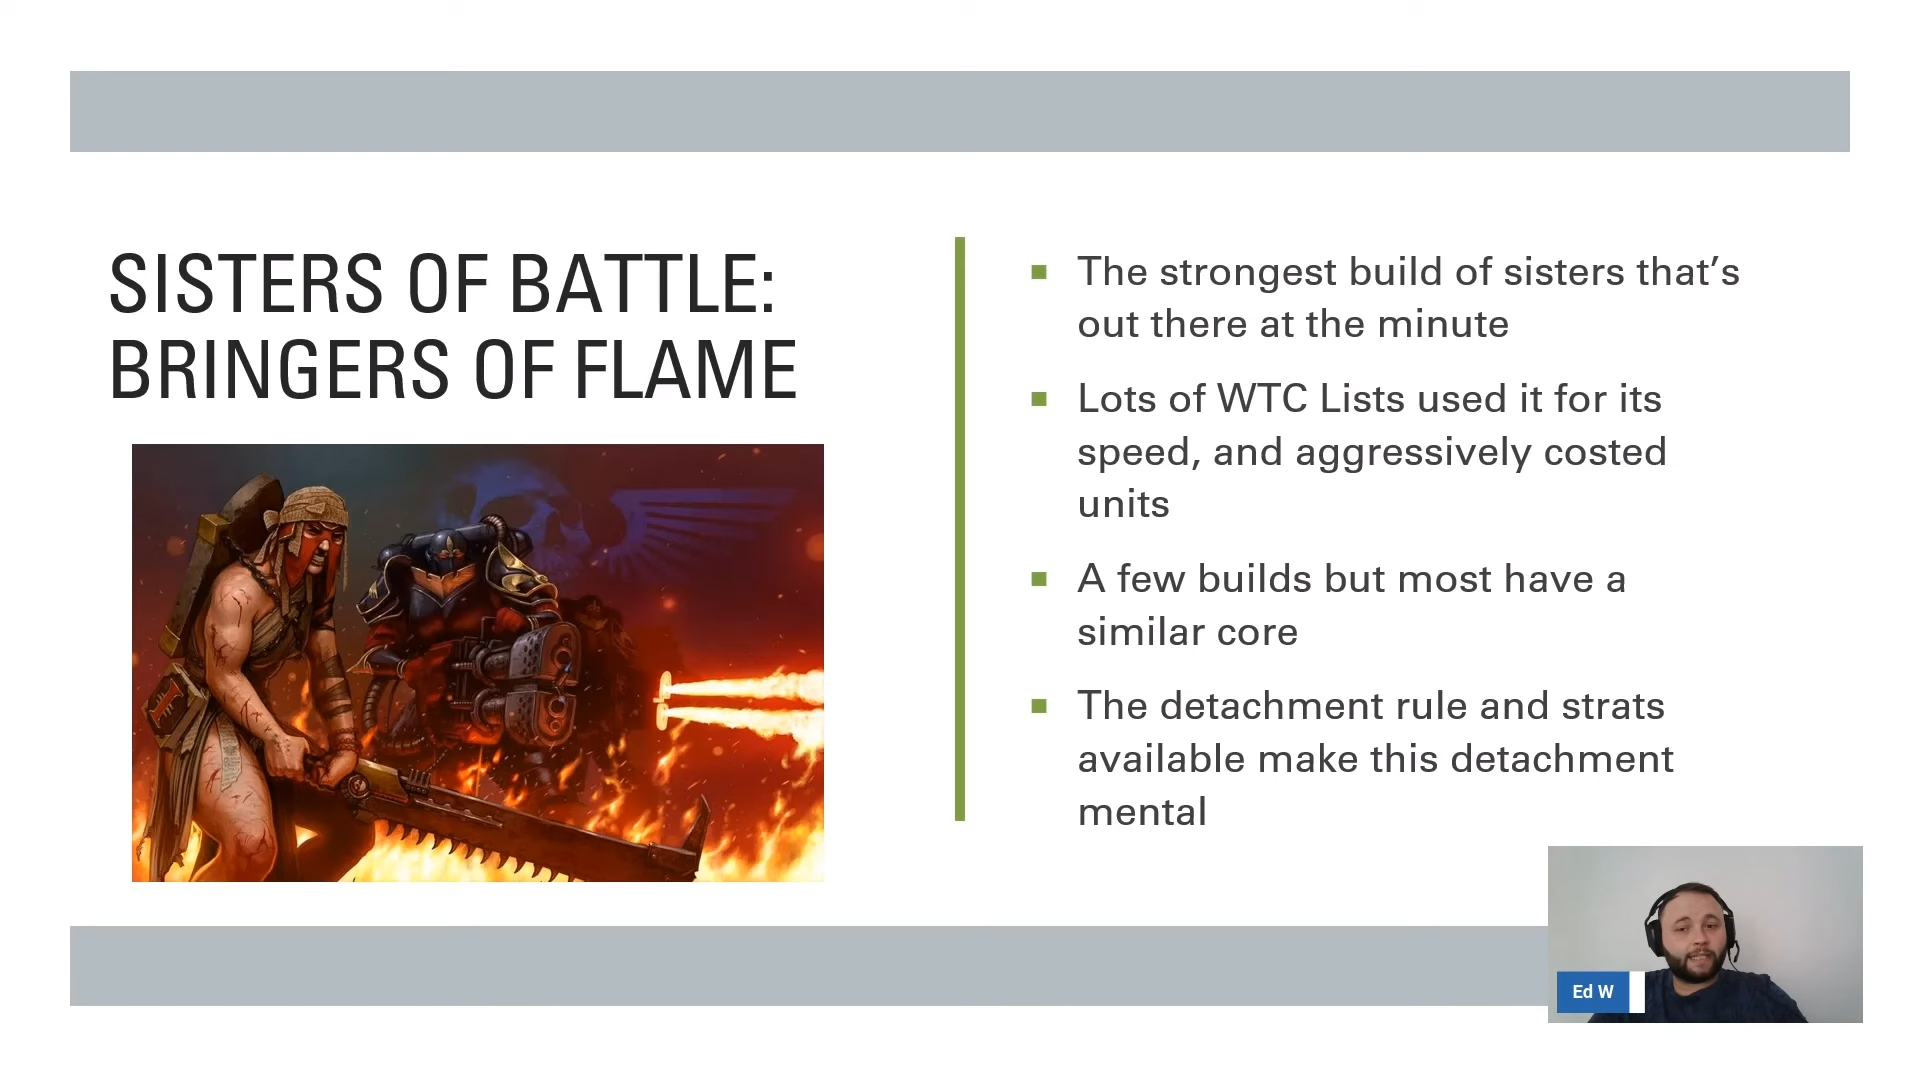 SISTERS OF BATTLE:
BRINGERS OF FLAME
▪ The strongest build of sisters that’s
out there at the minute
▪ Lots of WTC Lists used it for its
speed, and aggressively costed
units
▪ A few builds but most have a
similar core
▪ The detachment rule and strats
available make this detachment
mental
Ed W